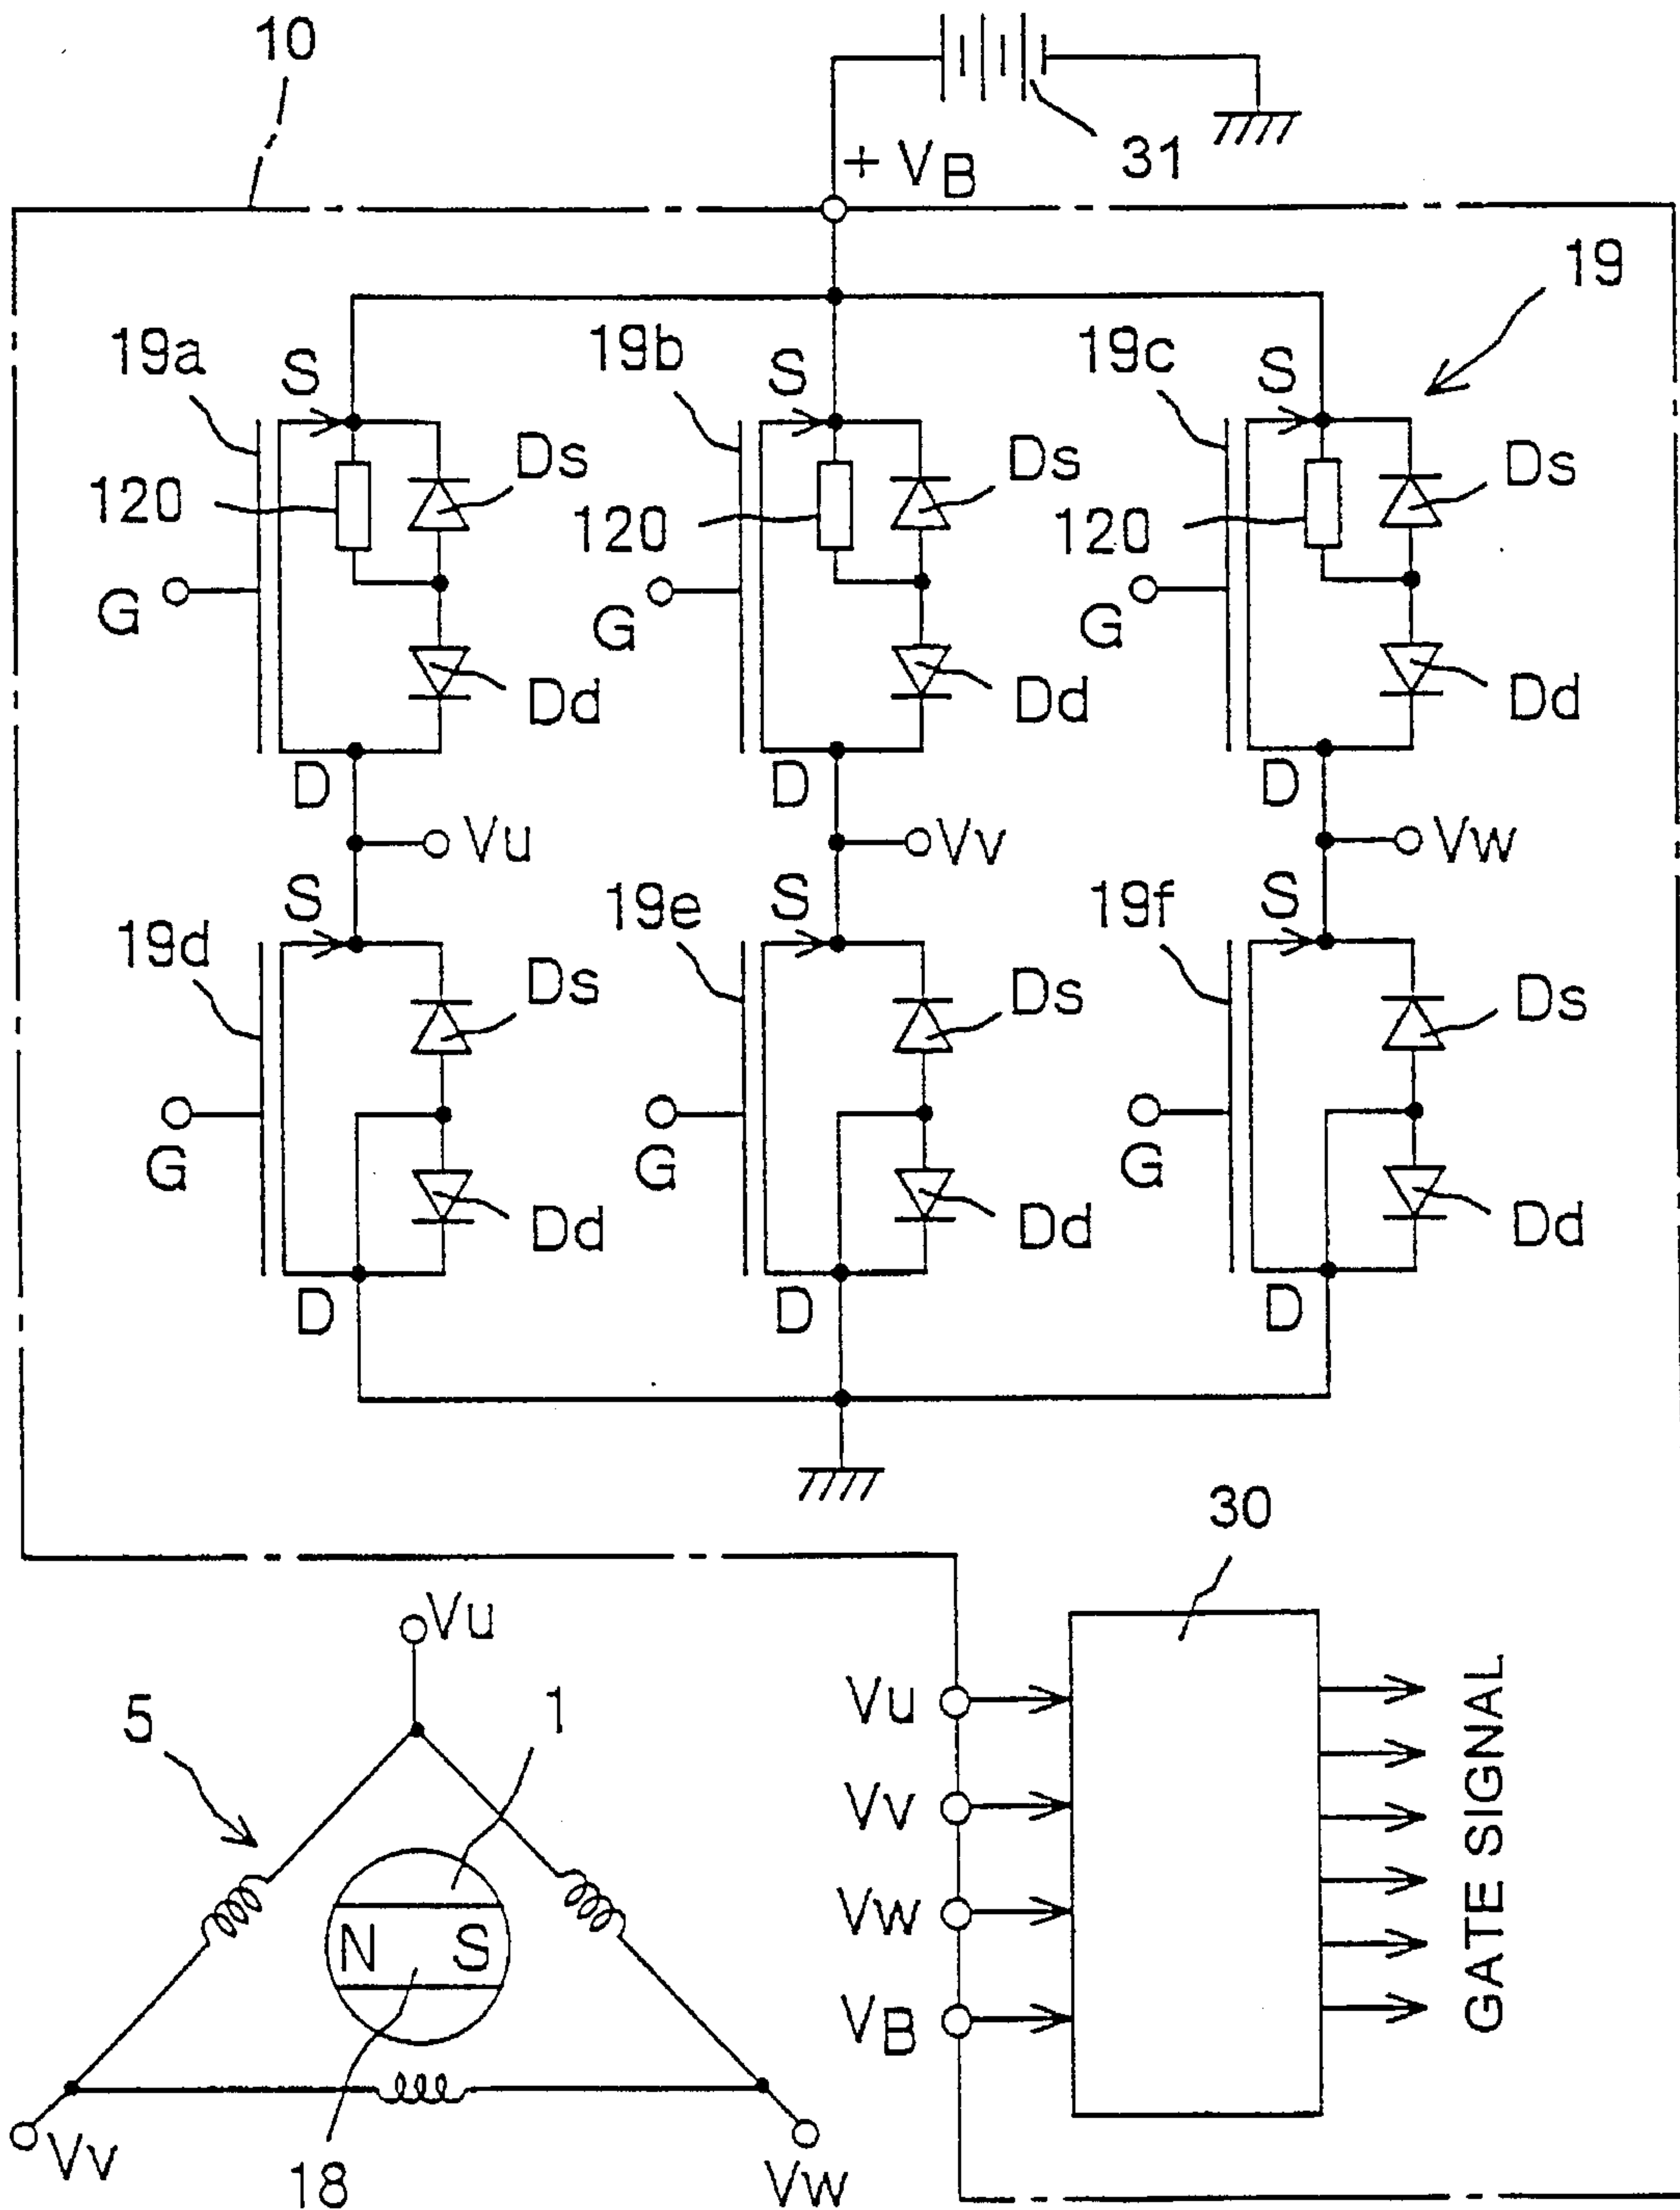 10
31
+ VB
19
19a
S
19b
S
19c
S
Ds
Ds
Ds
120
120
120
G
G
G
Dd
Dd
Dd
D
D
D
Vu
Vv
Vw
19d
S
19e
S
19f
S
Ds
Ds
Ds
G
G
G
Dd
Dd
Dd
D
D
D
30
Vu
5
1
N S
18
Vv
Vw
Vu
Vv
Vw
VB
GATE SIGNAL